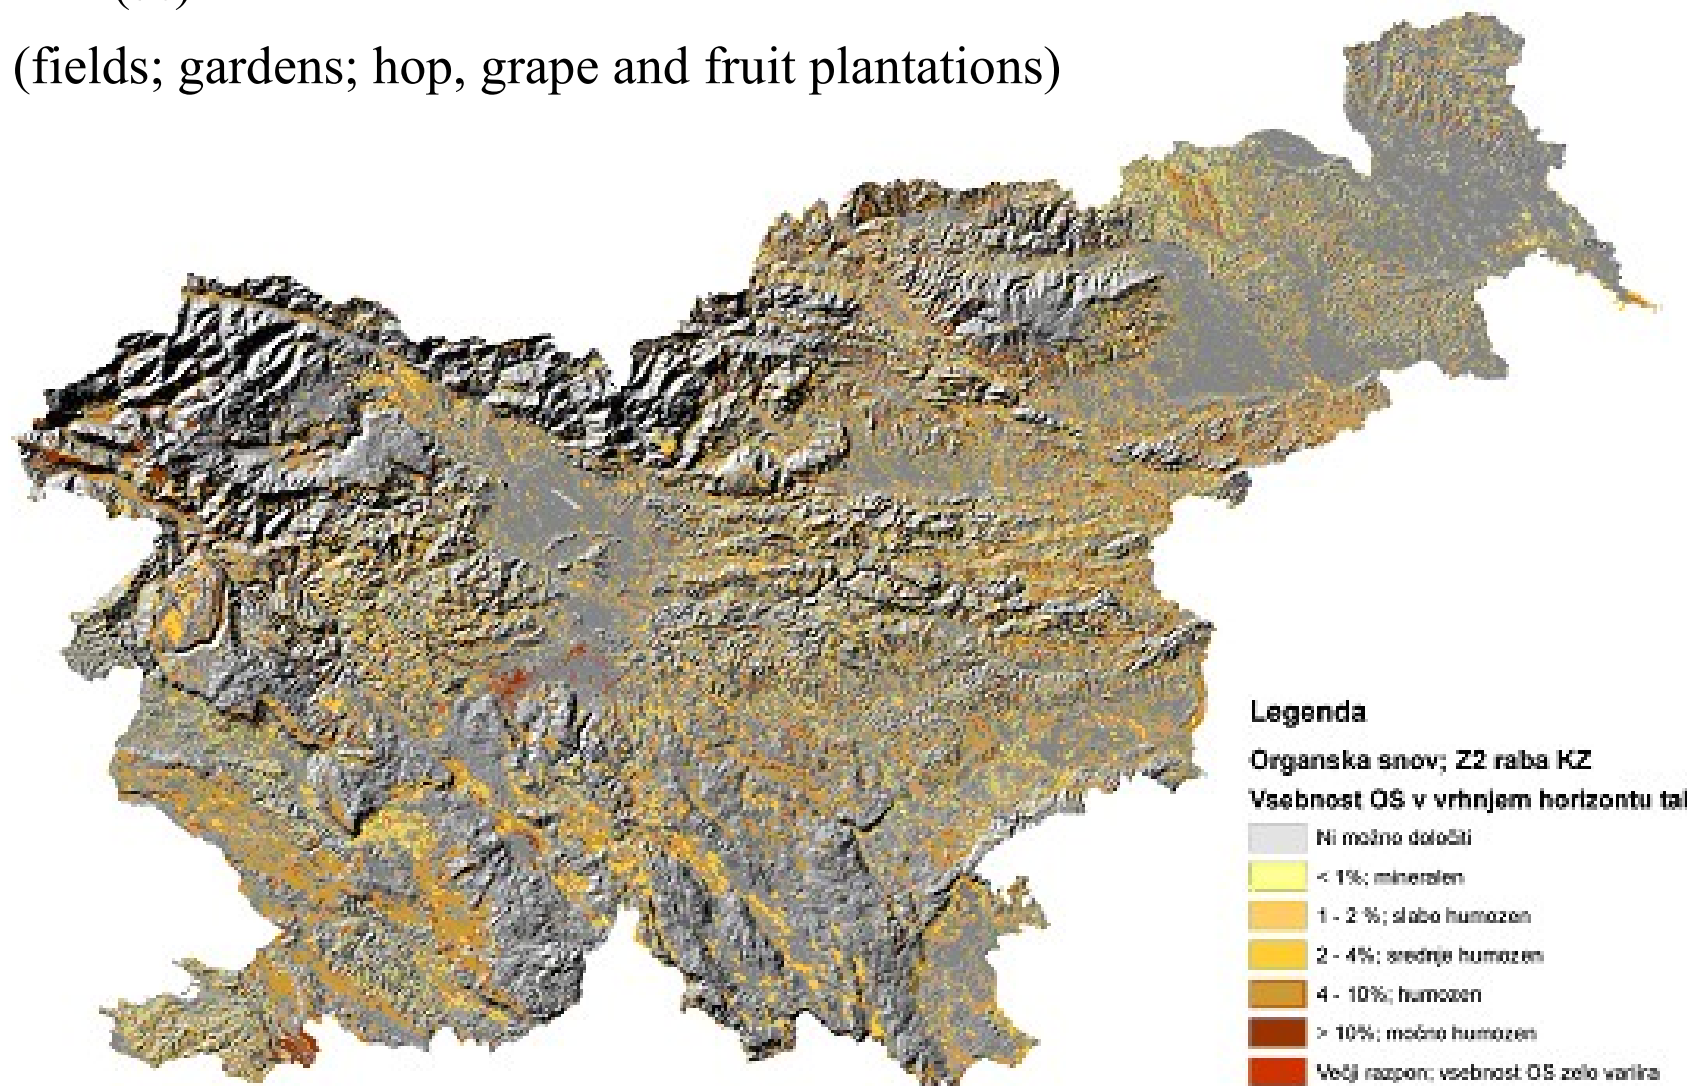 (fields; gardens; hop, grape and fruit plantations)
Legenda
Organska snov; Z2 raba KZ
Vsebnost OS v vrhnjem horizontu tal
Ni možno določiti
< 1%; mineralen
1 - 2 %; slabo humozen
2 - 4%; srednje humozen
4 - 10%; humozen
> 10%; močno humozen
Večji razpon; vsebnost OS zelo variira